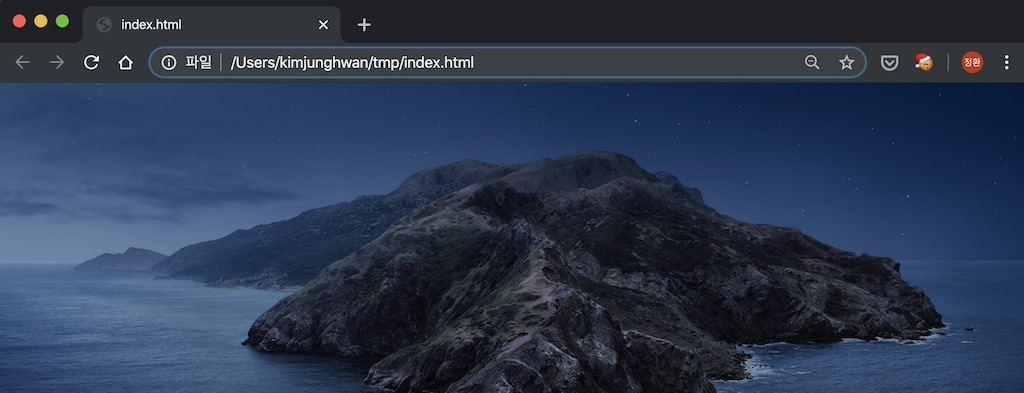 index.html
파일 /Users/kimjunghwan/tmp/index.html
정환